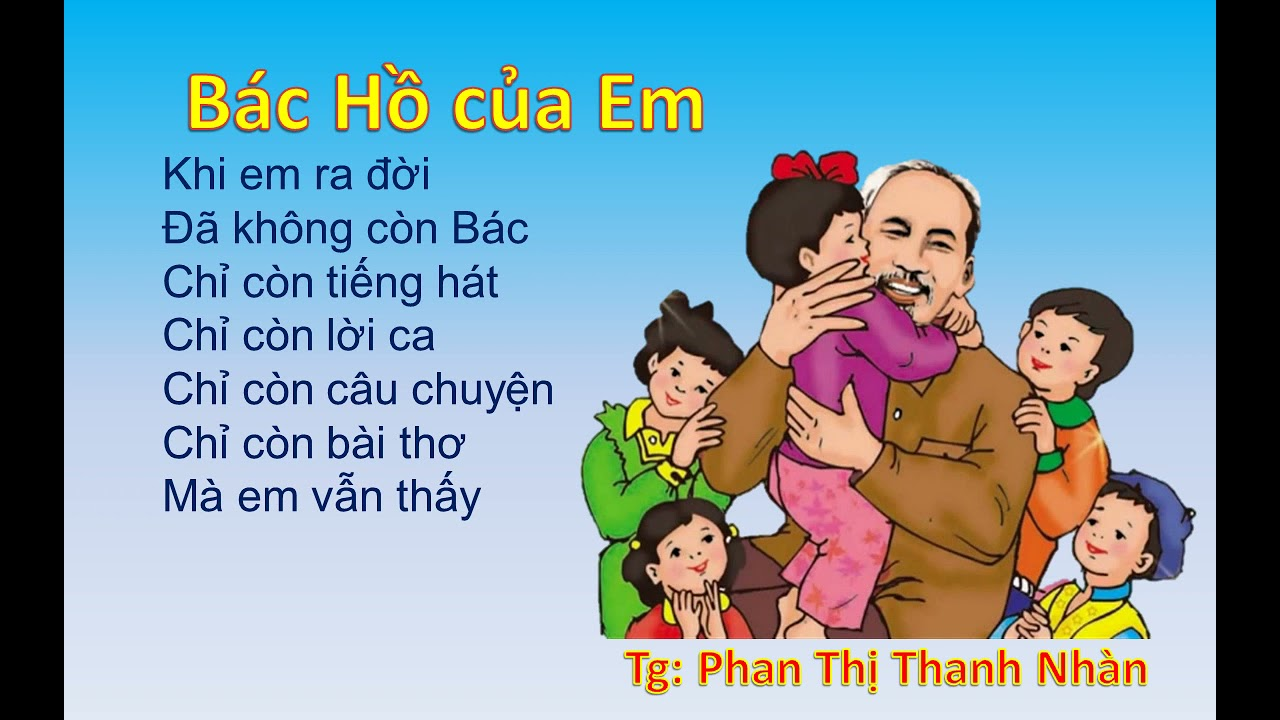 Bác Hồ của Em
Khi em ra đời
Đã không còn Bác
Chỉ còn tiếng hát
Chỉ còn lời ca
Chỉ còn câu chuyện
Chỉ còn bài thơ
Mà em vẫn thấy
Tg: Phan Thị Thanh Nhàn